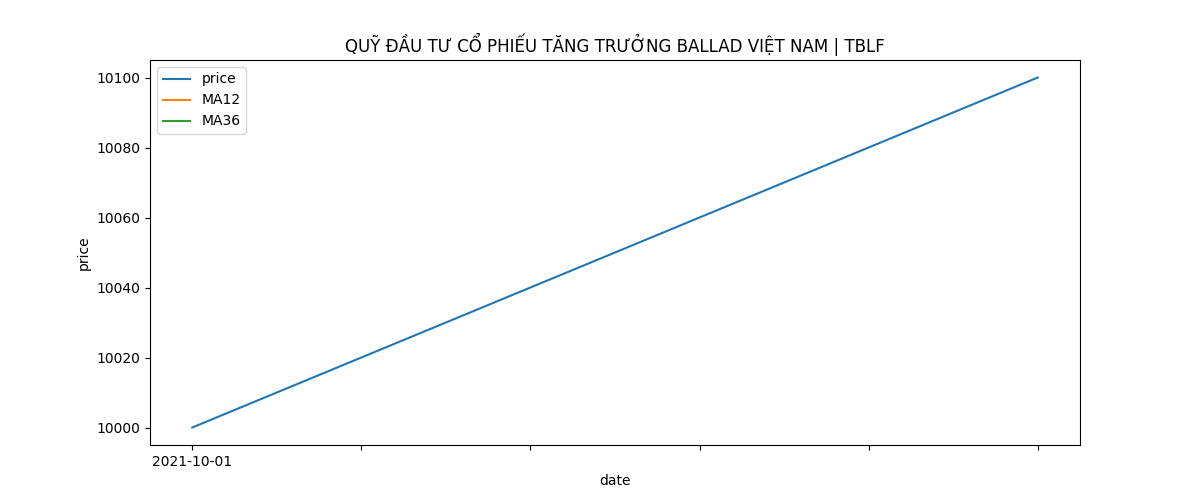 QUỸ ĐẦU TƯ CỔ PHIẾU TĂNG TRƯỞNG BALLAD VIỆT NAM | TBLF
price
MA12
MA36
10100
10080
10060
10040
10020
10000
price
2021-10-01
date